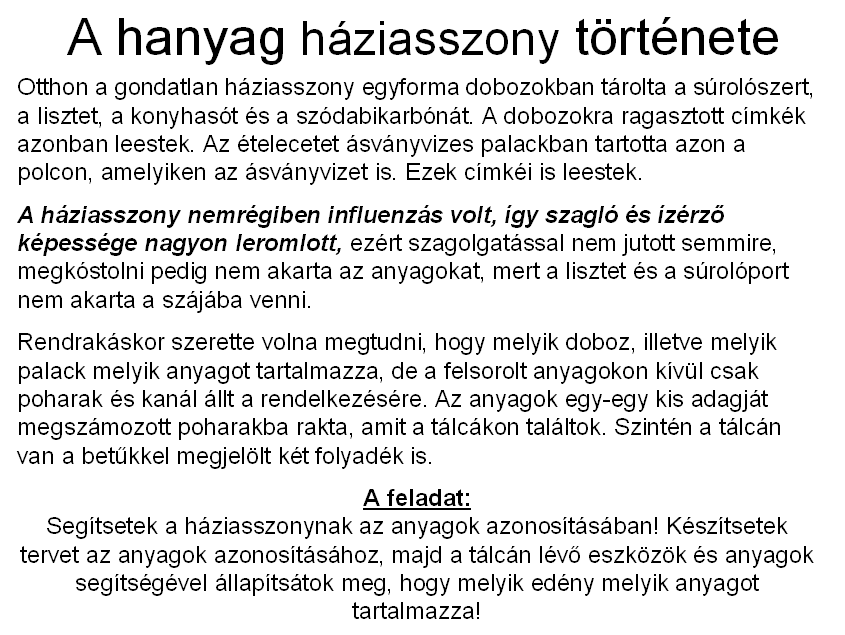 A hanyag háziasszony története
Otthon a gondatlan háziasszony egyforma dobozokban tárolta a súrolószert,
a lisztet, a konyhasót és a szódabikarbónát. A dobozokra ragasztott címkék
azonban leestek. Az ételecetet ásványvizes palackban tartotta azon a
polcon, amelyiken az ásványvizet is. Ezek címkéi is leestek.
A háziasszony nemrégiben influenzás volt, így szagló és ízérző
képessége nagyon leromlott, ezért szagolgatással nem jutott semmire,
megkóstolni pedig nem akarta az anyagokat, mert a lisztet és a súrolóport
nem akarta a szájába venni.
Rendrakáskor szerette volna megtudni, hogy melyik doboz, illetve melyik
palack melyik anyagot tartalmazza, de a felsorolt anyagokon kívül csak
poharak és kanál állt a rendelkezésére. Az anyagok egy-egy kis adagját
megszámozott poharakba rakta, amit a tálcákon találtok. Szintén a tálcán
van a betűkkel megjelölt két folyadék is.
A feladat:
Segítsetek a háziasszonynak az anyagok azonosításában! Készítsetek
tervet az anyagok azonosításához, majd a tálcán lévő eszközök és anyagok
segítségével állapítsátok meg, hogy melyik edény melyik anyagot
tartalmazza!